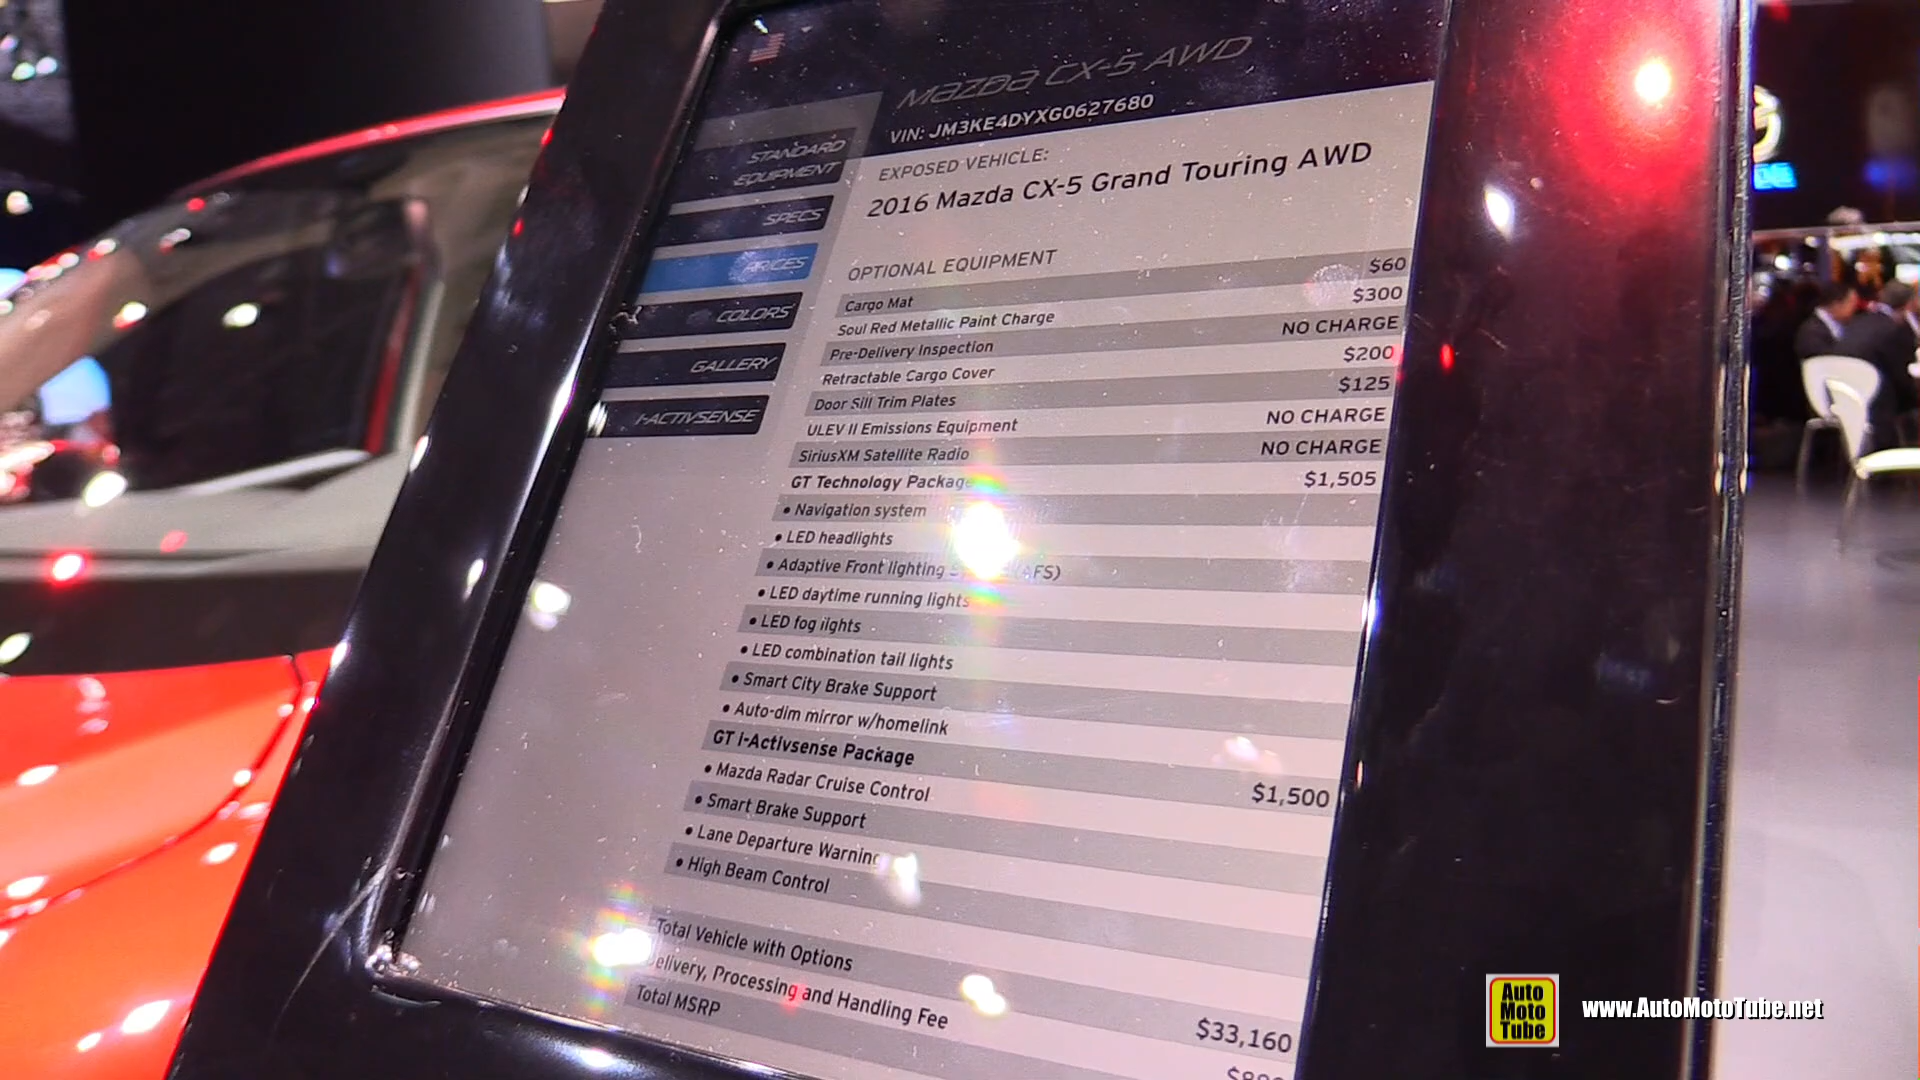 Mazda CX-5 AWD
VIN: JM3KE4DYXG0627680
STANDARD
EQUIPMENT
SPECS
PRICES
COLORS
GALLERY
I-ACTIVSENSE
EXPOSED VEHICLE:
2016 Mazda CX-5 Grand Touring AWD
OPTIONAL EQUIPMENT
Cargo Mat $60
Soul Red Metallic Paint Charge $300
Pre-Delivery Inspection NO CHARGE
Retractable Cargo Cover $200
Door Sill Trim Plates $125
ULEV II Emissions Equipment NO CHARGE
SiriusXM Satellite Radio NO CHARGE
GT Technology Package $1,505
• Navigation system
• LED headlights
• Adaptive Front lighting (AFS)
• LED daytime running lights
• LED fog lights
• LED combination tail lights
• Smart City Brake Support
• Auto-dim mirror w/homelink
GT i-Activsense Package $1,500
• Mazda Radar Cruise Control
• Smart Brake Support
• Lane Departure Warning
• High Beam Control
Total Vehicle with Options $33,160
Delivery, Processing and Handling Fee
Total MSRP
Auto
Moto
Tube
www.AutoMotoTube.net